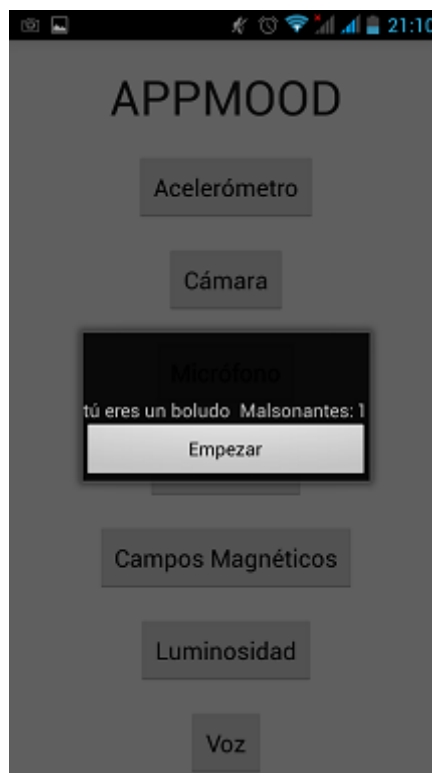 21:10
APPMOOD
Acelerómetro
Cámara
Micrófono
tú eres un boludo Malsonantes: 1
Empezar
Campos Magnéticos
Luminosidad
Voz